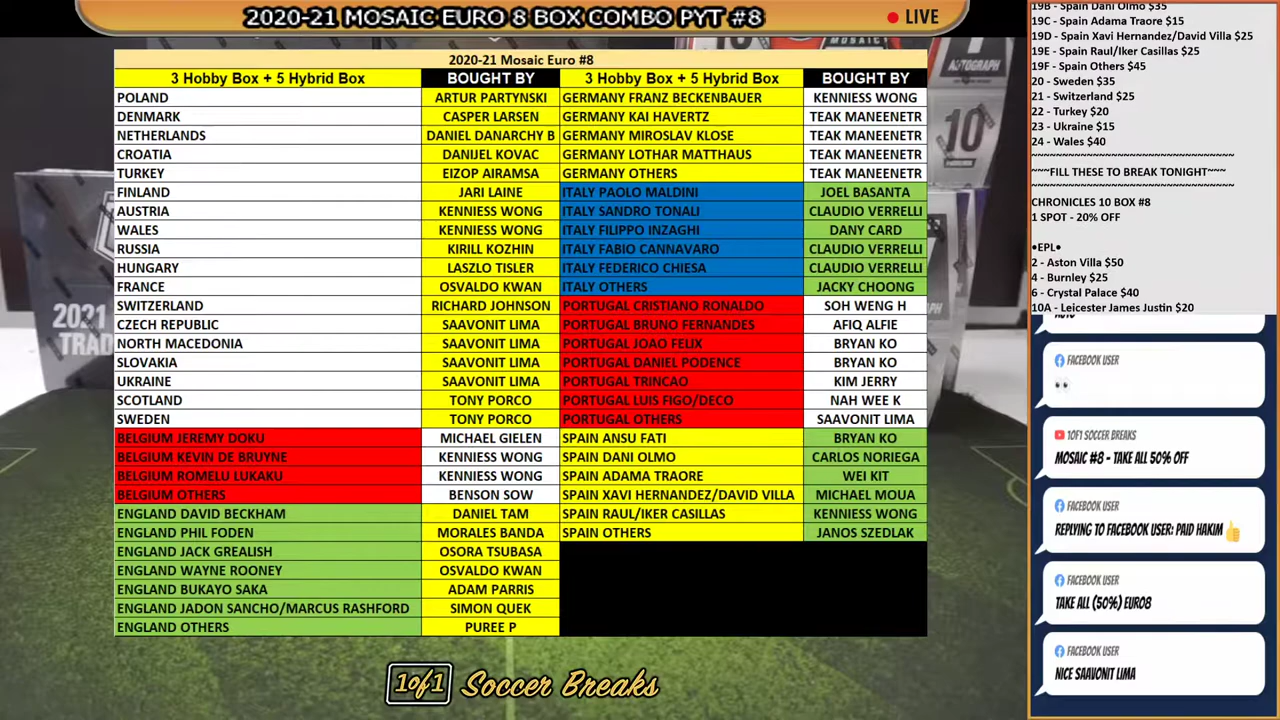 2020-21 MOSAIC EURO 8 BOX COMBO PYT #8
LIVE
2020-21 Mosaic Euro #8
3 Hobby Box + 5 Hybrid Box BOUGHT BY 3 Hobby Box + 5 Hybrid Box BOUGHT BY
POLAND ARTUR PARTYNSKI GERMANY FRANZ BECKENBAUER KENNIESS WONG
DENMARK CASPER LARSEN GERMANY KAI HAVERTZ TEAK MANEENETR
NETHERLANDS DANIEL DANARCHY B GERMANY MIROSLAV KLOSE TEAK MANEENETR
CROATIA DANIJEL KOVAC GERMANY LOTHAR MATTHAUS TEAK MANEENETR
TURKEY EIZOP AIRAMSA GERMANY OTHERS TEAK MANEENETR
FINLAND JARI LAINE ITALY PAOLO MALDINI JOEL BASANTA
AUSTRIA KENNIESS WONG ITALY SANDRO TONALI CLAUDIO VERRELLI
WALES KENNIESS WONG ITALY FILIPPO INZAGHI DANY CARD
RUSSIA KIRILL KOZHIN ITALY FABIO CANNAVARO CLAUDIO VERRELLI
HUNGARY LASZLO TISLER ITALY FEDERICO CHIESA CLAUDIO VERRELLI
FRANCE OSVALDO KWAN ITALY OTHERS JACKY CHOONG
SWITZERLAND RICHARD JOHNSON PORTUGAL CRISTIANO RONALDO SOH WENG H
CZECH REPUBLIC SAAVONIT LIMA PORTUGAL BRUNO FERNANDES AFIQ ALFIE
NORTH MACEDONIA SAAVONIT LIMA PORTUGAL JOAO FELIX BRYAN KO
SLOVAKIA SAAVONIT LIMA PORTUGAL DANIEL PODENCE BRYAN KO
UKRAINE SAAVONIT LIMA PORTUGAL TRINCAO KIM JERRY
SCOTLAND TONY PORCO PORTUGAL LUIS FIGO/DECO NAH WEE K
SWEDEN TONY PORCO PORTUGAL OTHERS SAAVONIT LIMA
BELGIUM JEREMY DOKU MICHAEL GIELEN SPAIN ANSU FATI BRYAN KO
BELGIUM KEVIN DE BRUYNE KENNIESS WONG SPAIN DANI OLMO CARLOS NORIEGA
BELGIUM ROMELU LUKAKU KENNIESS WONG SPAIN ADAMA TRAORE WEI KIT
BELGIUM OTHERS BENSON SOW SPAIN XAVI HERNANDEZ/DAVID VILLA MICHAEL MOUA
ENGLAND DAVID BECKHAM DANIEL TAM SPAIN RAUL/IKER CASILLAS KENNIESS WONG
ENGLAND PHIL FODEN MORALES BANDA SPAIN OTHERS JANOS SZEDLAK
ENGLAND JACK GREALISH OSORA TSUBASA
ENGLAND WAYNE ROONEY OSVALDO KWAN
ENGLAND BUKAYO SAKA ADAM PARRIS
ENGLAND JADON SANCHO/MARCUS RASHFORD SIMON QUEK
ENGLAND OTHERS PUREE P
1of1 Soccer Breaks
2021
TRAD
MOSAIC
AUTOGRAPH
10
19B - Spain Dani Olmo $35
19C - Spain Adama Traore $15
19D - Spain Xavi Hernandez/David Villa $25
19E - Spain Raul/Iker Casillas $25
19F - Spain Others $45
20 - Sweden $35
21 - Switzerland $25
22 - Turkey $20
23 - Ukraine $15
24 - Wales $40
~~~~~~~~~~~~~~~~~~~~~~~~~~~~~
~~~FILL THESE TO BREAK TONIGHT~~~
~~~~~~~~~~~~~~~~~~~~~~~~~~~~~
CHRONICLES 10 BOX #8
1 SPOT - 20% OFF
•EPL•
2 - Aston Villa $50
4 - Burnley $25
6 - Crystal Palace $40
10A - Leicester James Justin $20
FACEBOOK USER
👀
FACEBOOK USER
1OF1 SOCCER BREAKS
MOSAIC #8 - TAKE ALL 50% OFF
FACEBOOK USER
REPLYING TO FACEBOOK USER: PAID HAKIM 👍
FACEBOOK USER
TAKE ALL (50%) EURO8
FACEBOOK USER
NICE SAAVONIT LIMA